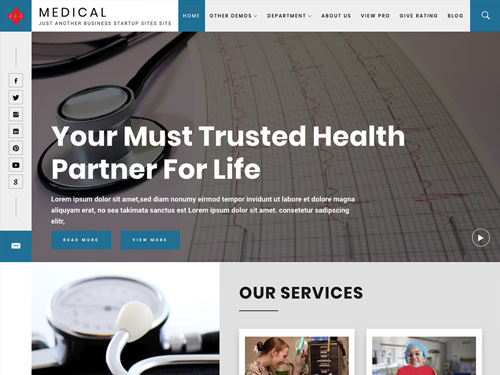 MEDICAL
JUST ANOTHER BUSINESS STARTUP SITES SITE
HOME OTHER DEMOS DEPARTMENT ABOUT US VIEW PRO GIVE RATING BLOG
Your Must Trusted Health
Partner For Life
Lorem ipsum dolor sit amet,sed diam nonumy eirmod tempor invidunt ut labore et dolore magna
aliquyam erat, no sea takimata sanctus est Lorem ipsum dolor sit amet. consetetur sadipscing
elitr,
READ MORE VIEW MORE
OUR SERVICES